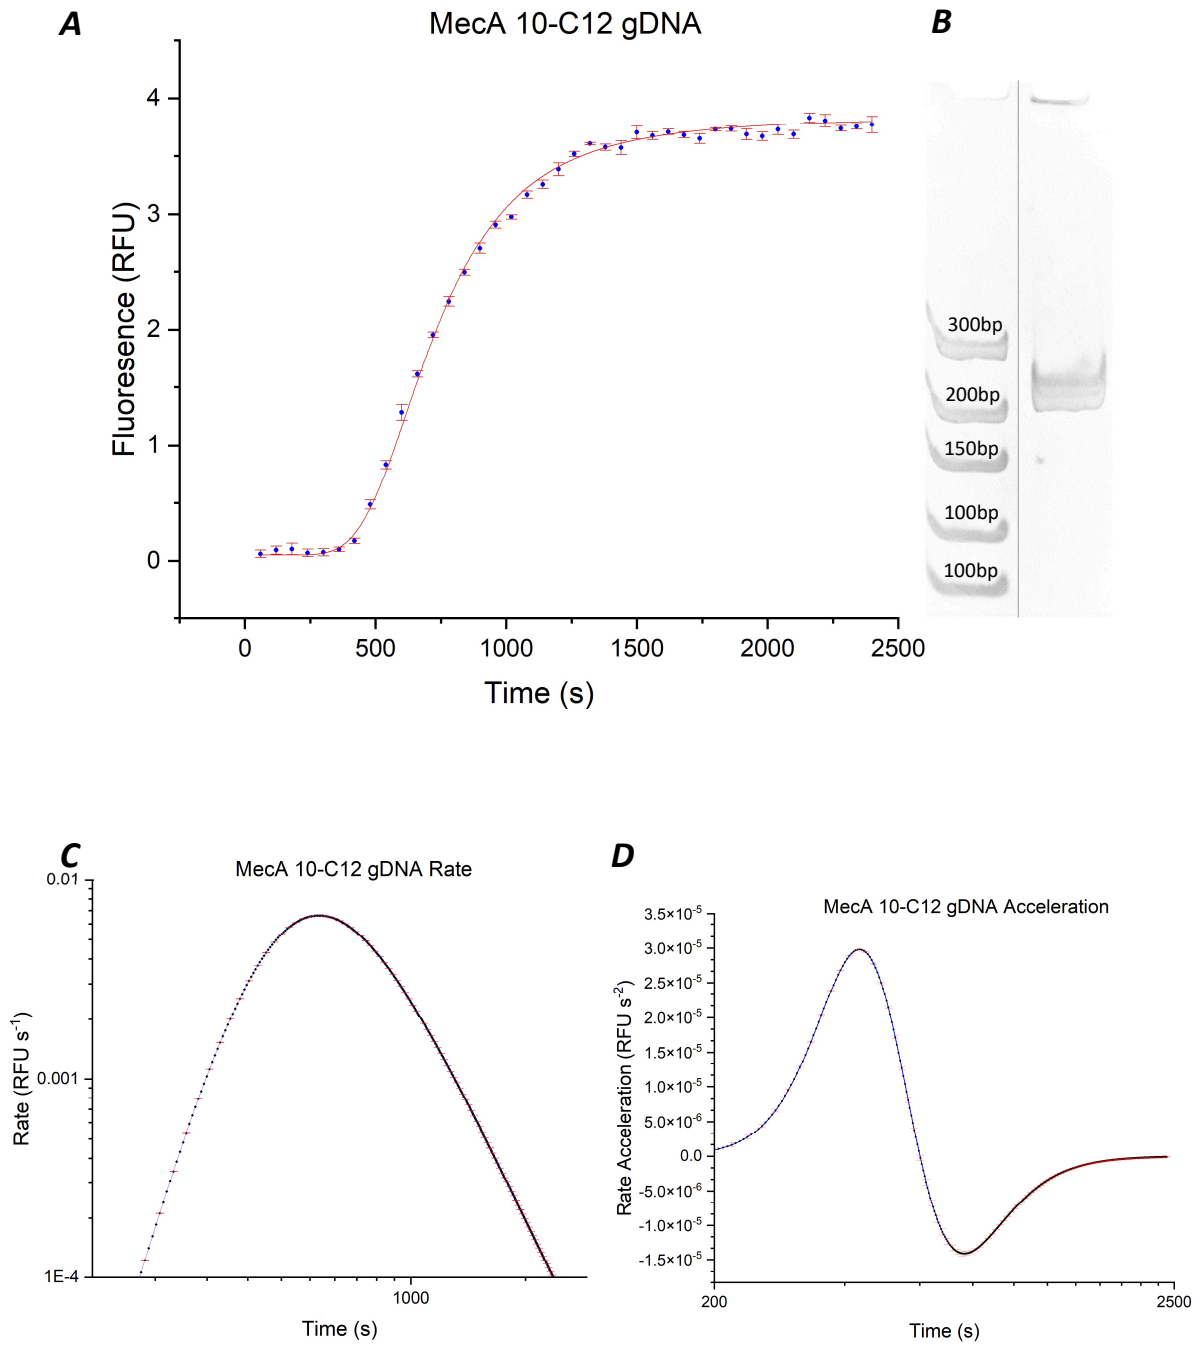 A
MecA 10-C12 gDNA
B
4
3
2
1
0
Fluoresence (RFU)
0 500 1000 1500 2000 2500
Time (s)
300bp
200bp
150bp
100bp
100bp
C
MecA 10-C12 gDNA Rate
0.01
0.001
1E-4
Rate (RFU s⁻¹)
1000
Time (s)
D
MecA 10-C12 gDNA Acceleration
3.5×10⁻⁵
3.0×10⁻⁵
2.5×10⁻⁵
2.0×10⁻⁵
1.5×10⁻⁵
1.0×10⁻⁵
5.0×10⁻⁶
0.0
-5.0×10⁻⁶
-1.0×10⁻⁵
-1.5×10⁻⁵
Rate Acceleration (RFU s⁻²)
200 2500
Time (s)